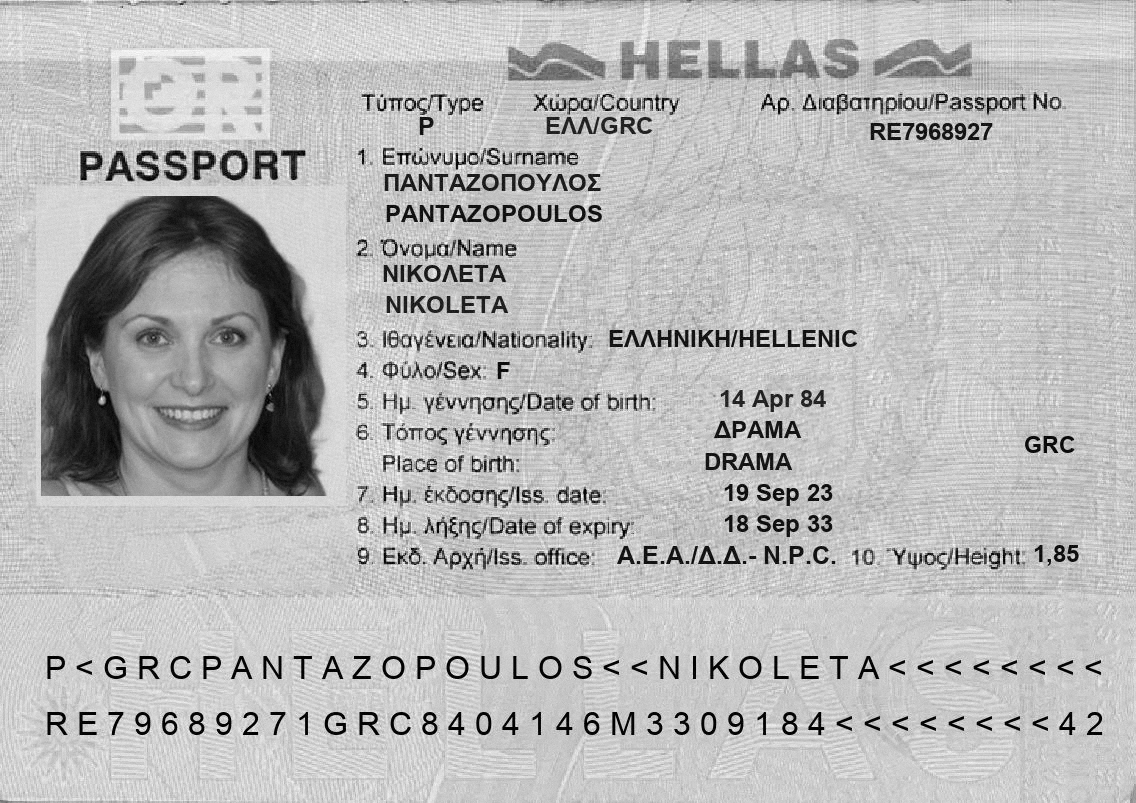 GR
HELLAS
PASSPORT
Τύπος/Type Χώρα/Country Αρ. Διαβατηρίου/Passport No.
P ΕΛΛ/GRC RE7968927
1. Επώνυμο/Surname
ΠΑΝΤΑΖΟΠΟΥΛΟΣ
PANTAZOPOULOS
2. Όνομα/Name
ΝΙΚΟΛΕΤΑ
NIKOLETA
3. Ιθαγένεια/Nationality: ΕΛΛΗΝΙΚΗ/HELLENIC
4. Φύλο/Sex: F
5. Ημ. γέννησης/Date of birth: 14 Apr 84
6. Τόπος γέννησης: ΔΡΑΜΑ
Place of birth: DRAMA GRC
7. Ημ. έκδοσης/Iss. date: 19 Sep 23
8. Ημ. λήξης/Date of expiry: 18 Sep 33
9 Εκδ. Αρχή/Iss. office: Α.Ε.Α./Δ.Δ.- N.P.C. 10. Ύψος/Height: 1,85
HELLAS
P<GRCPANTAZOPOULOS<<NIKOLETA<<<<<<<<
RE79689271GRC8404146M3309184<<<<<<<<42